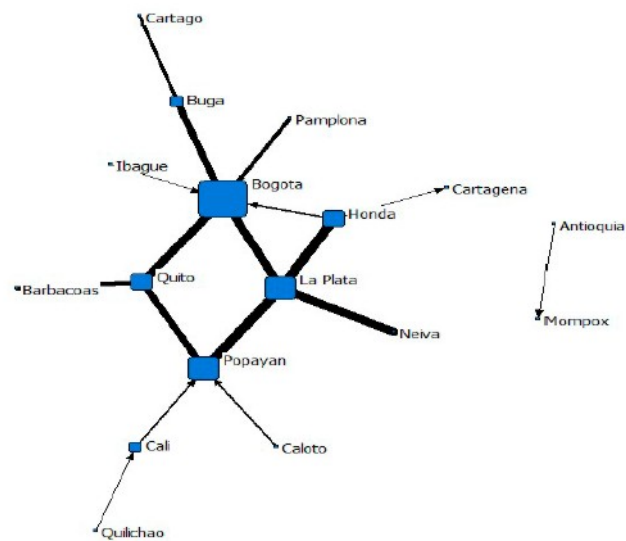 Cartago
Buga
Pamplona
Ibague
Bogota
Cartagena
Honda
Antioquia
Quito
La Plata
Barbacoas
Mompox
Neiva
Popayan
Cali
Caloto
Quilichao